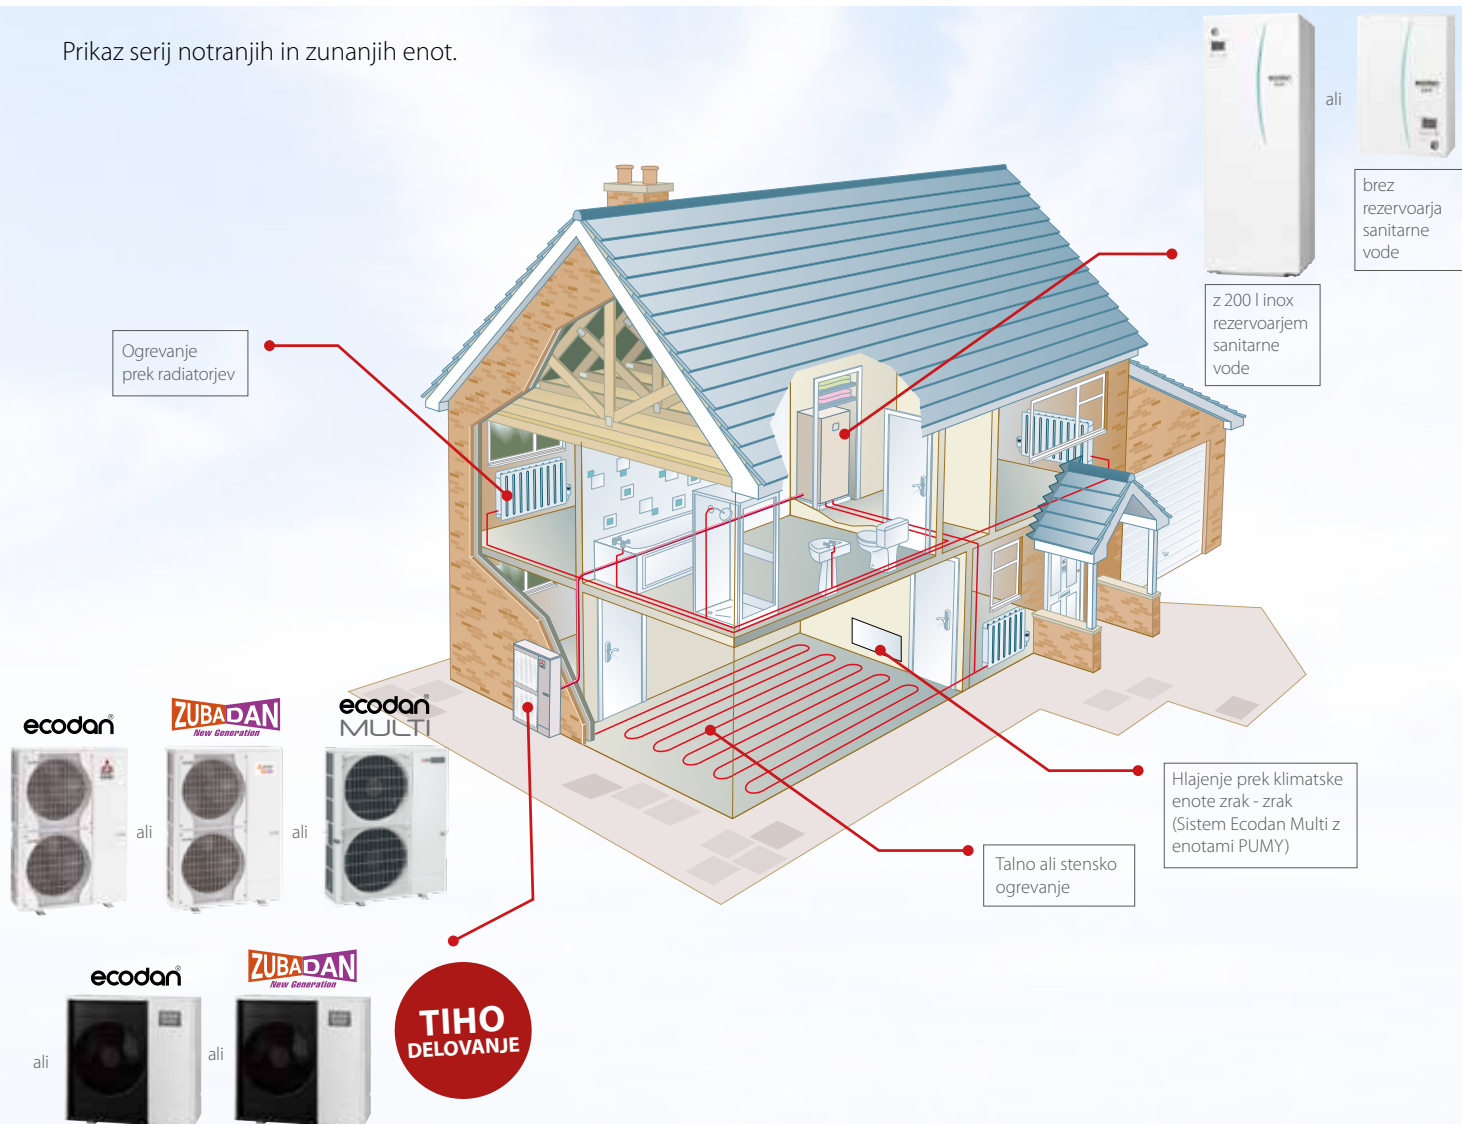 Prikaz serij notranjih in zunanjih enot.
ali
brez
rezervoarja
sanitarne
vode
z 200 l inox
rezervoarjem
sanitarne
vode
Ogrevanje
prek radiatorjev
ecodan®
ZUBADAN
New Generation
ecodan®
MULTI
ali
ali
Hlajenje prek klimatske
enote zrak - zrak
(Sistem Ecodan Multi z
enotami PUMY)
Talno ali stensko
ogrevanje
ecodan®
ZUBADAN
New Generation
TIHO
DELOVANJE
ali
ali